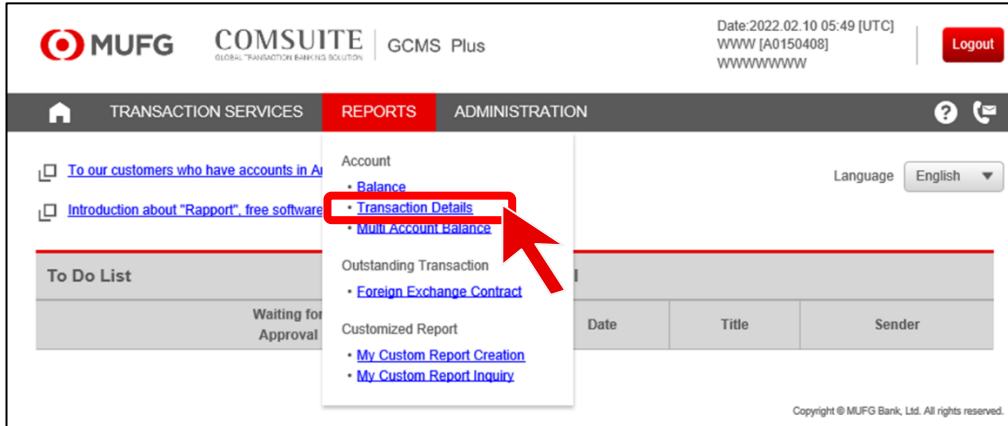 MUFG COMSUITE GCMS Plus
GLOBAL TRANSACTION BANKING SOLUTION
Date:2022.02.10 05:49 [UTC]
WWW [A0150408]
WWWWWWW
Logout
TRANSACTION SERVICES REPORTS ADMINISTRATION
To our customers who have accounts in
Introduction about "Rapport", free software
Language English
Account
• Balance
• Transaction Details
• Multi Account Balance
Outstanding Transaction
• Foreign Exchange Contract
Customized Report
• My Custom Report Creation
• My Custom Report Inquiry
To Do List
Waiting for
Approval
Date Title Sender
Copyright © MUFG Bank, Ltd. All rights reserved.